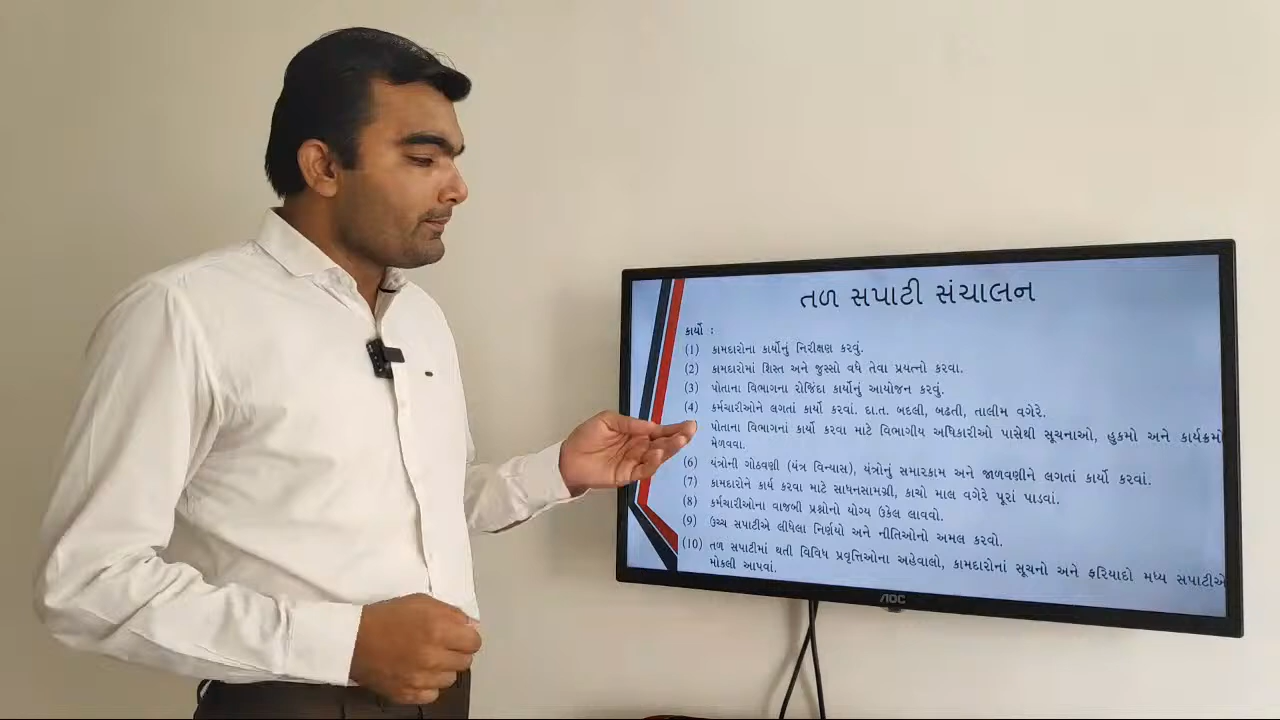 તળ સપાટી સંચાલન
કાર્યો :
(1) કામદારોના કાર્યોનું નિરીક્ષણ કરવું.
(2) કામદારોમાં શિસ્ત અને જુસ્સો વધે તેવા પ્રયત્નો કરવા.
(3) પોતાના વિભાગના રોજિંદા કાર્યોનું આયોજન કરવું.
(4) કર્મચારીઓને લગતાં કાર્યો કરવાં. દા.ત. બદલી, બઢતી, તાલીમ વગેરે.
પોતાના વિભાગનાં કાર્યો કરવા માટે વિભાગીય અધિકારીઓ પાસેથી સૂચનાઓ, હુકમો અને કાર્યક્રમો
મેળવવા.
(6) યંત્રોની ગોઠવણી (યંત્ર વિન્યાસ), યંત્રોનું સમારકામ અને જાળવણીને લગતાં કાર્યો કરવાં.
(7) કામદારોને કાર્ય કરવા માટે સાધનસામગ્રી, કાચો માલ વગેરે પૂરાં પાડવાં.
(8) કર્મચારીઓના વાજબી પ્રશ્નોનો યોગ્ય ઉકેલ લાવવો.
(9) ઉચ્ચ સપાટીએ લીધેલા નિર્ણયો અને નીતિઓનો અમલ કરવો.
(10) તળ સપાટીમાં થતી વિવિધ પ્રવૃત્તિઓના અહેવાલો, કામદારોનાં સૂચનો અને ફરિયાદો મધ્ય સપાટીએ
મોકલી આપવાં.
AOC